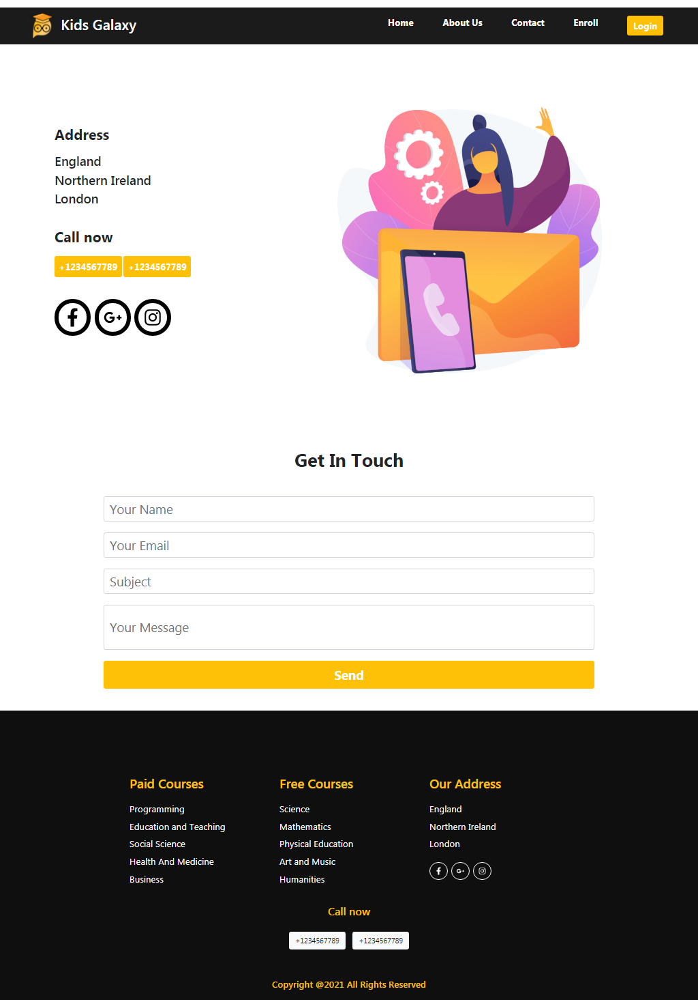 Kids Galaxy
Home
About Us
Contact
Enroll
Login
Address
England
Northern Ireland
London
Call now
+1234567789 +1234567789
Get In Touch
Your Name
Your Email
Subject
Your Message
Send
Paid Courses
Programming
Education and Teaching
Social Science
Health And Medicine
Business
Free Courses
Science
Mathematics
Physical Education
Art and Music
Humanities
Our Address
England
Northern Ireland
London
Call now
+1234567789 +1234567789
Copyright @2021 All Rights Reserved